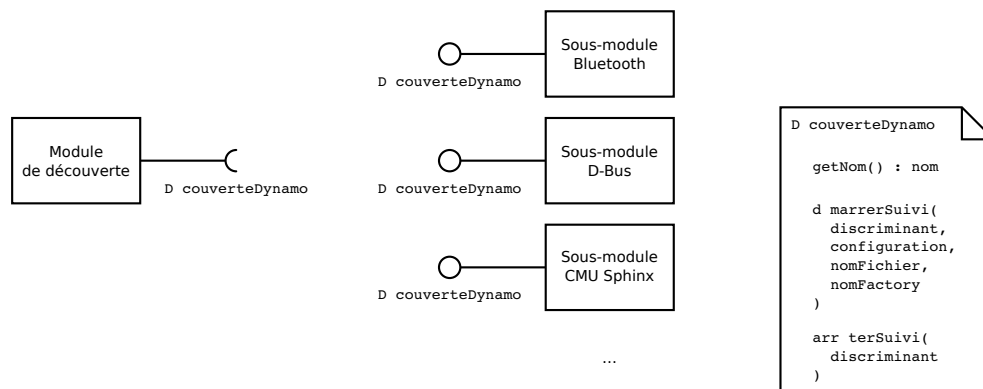 Module
de découverte
D couverteDynamo
Sous-module
Bluetooth
D couverteDynamo
Sous-module
D-Bus
D couverteDynamo
Sous-module
CMU Sphinx
D couverteDynamo
...
D couverteDynamo
getNom() : nom
d marrerSuivi(
discriminant,
configuration,
nomFichier,
nomFactory
)
arr terSuivi(
discriminant
)